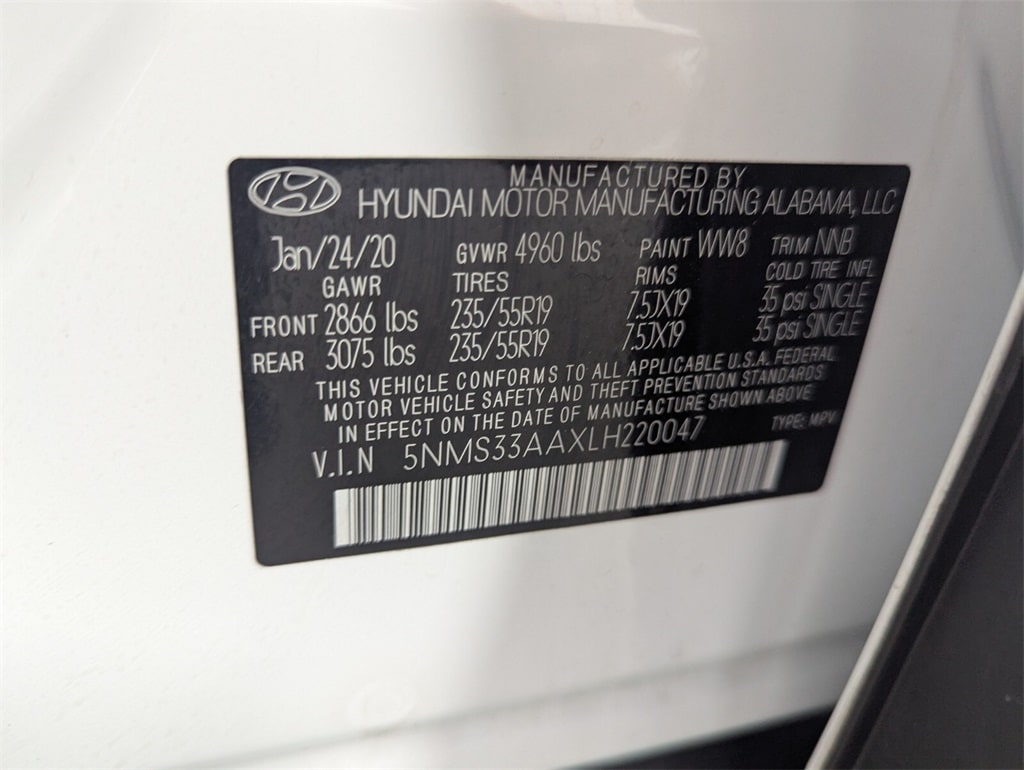 MANUFACTURED BY
HYUNDAI MOTOR MANUFACTURING ALABAMA, LLC
Jan/24/20 GVWR 4960 lbs PAINT WW8 TRIM NNB
GAWR TIRES RIMS COLD TIRE INFL
FRONT 2866 lbs 235/55R19 7.5JX19 35 psi SINGLE
REAR 3075 lbs 235/55R19 7.5JX19 35 psi SINGLE
THIS VEHICLE CONFORMS TO ALL APPLICABLE U.S.A. FEDERAL
MOTOR VEHICLE SAFETY AND THEFT PREVENTION STANDARDS
IN EFFECT ON THE DATE OF MANUFACTURE SHOWN ABOVE
V.I.N 5NMS33AAXLH220047 TYPE: MPV